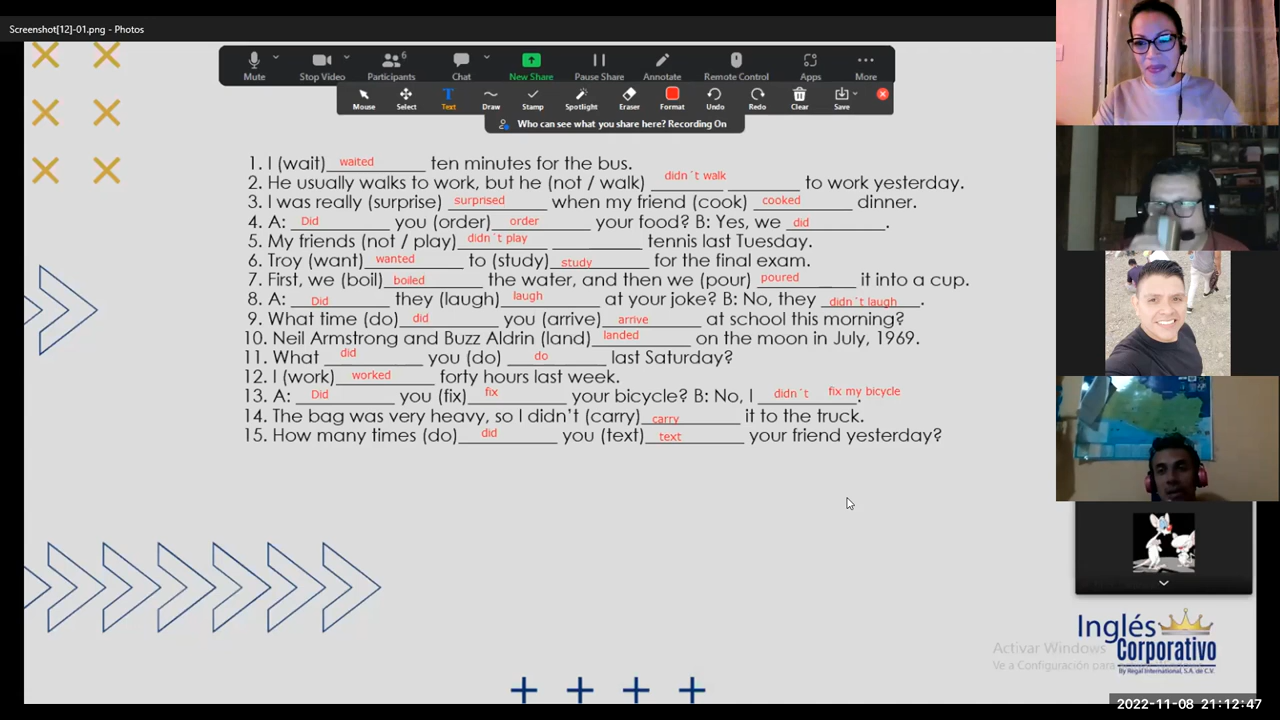 Screenshot[12]-01.png - Photos
6
Mute Stop Video Participants Chat New Share Pause Share Annotate Remote Control Apps More
Mouse Select Text Draw Stamp Spotlight Eraser Format Undo Redo Clear Save
Who can see what you share here? Recording On
1. I (wait) waited ten minutes for the bus.
2. He usually walks to work, but he (not / walk) didn´t walk to work yesterday.
3. I was really (surprise) surprised when my friend (cook) cooked dinner.
4. A: Did you (order) order your food? B: Yes, we did.
5. My friends (not / play) didn´t play tennis last Tuesday.
6. Troy (want) wanted to (study) study for the final exam.
7. First, we (boil) boiled the water, and then we (pour) poured it into a cup.
8. A: Did they (laugh) laugh at your joke? B: No, they didn´t laugh.
9. What time (do) did you (arrive) arrive at school this morning?
10. Neil Armstrong and Buzz Aldrin (land) landed on the moon in July, 1969.
11. What did you (do) do last Saturday?
12. I (work) worked forty hours last week.
13. A: Did you (fix) fix your bicycle? B: No, I didn´t fix my bicycle.
14. The bag was very heavy, so I didn't (carry) carry it to the truck.
15. How many times (do) did you (text) text your friend yesterday?
Inglés
Corporativo
By Regal International, S.A. de C.V.
Activar Windows
Ve a Configuración para
2022-11-08 21:12:47